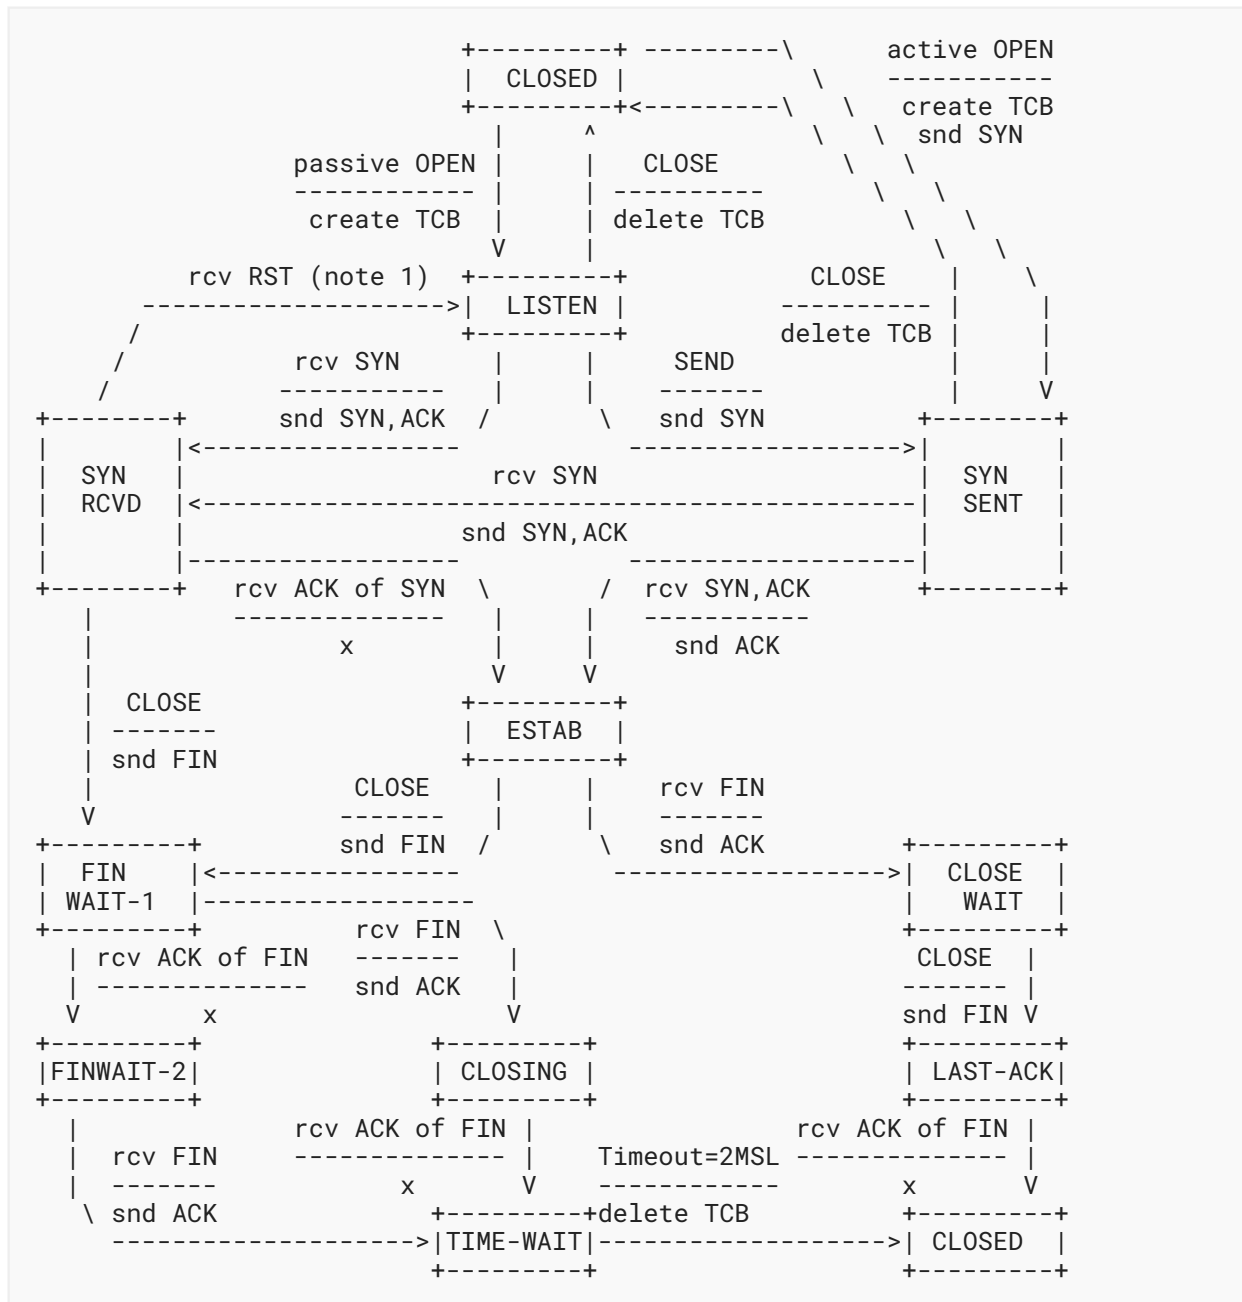 +---------+ ---------\      active OPEN
                            |  CLOSED |            \    -----------
                            +---------+<---------\   \   create TCB
                              |     ^              \   \  snd SYN
                 passive OPEN |     |   CLOSE        \   \
                 ------------ |     | ----------       \   \
                  create TCB  |     | delete TCB         \   \
                              V     |                      \   \
          rcv RST (note 1)  +---------+            CLOSE    |    \
       -------------------->|  LISTEN |          ---------- |     |
      /                     +---------+          delete TCB |     |
     /           rcv SYN      |     |     SEND              |     |
    /           -----------   |     |    -------            |     V
+--------+      snd SYN,ACK  /       \   snd SYN          +--------+
|        |<-----------------           ------------------>|        |
|  SYN   |                    rcv SYN                     |  SYN   |
|  RCVD  |<-----------------------------------------------|  SENT  |
|        |                  snd SYN,ACK                   |        |
|        |------------------           -------------------|        |
+--------+   rcv ACK of SYN  \       /  rcv SYN,ACK       +--------+
   |         --------------   |     |   -----------
   |                x         |     |     snd ACK
   |                          V     V
   |  CLOSE                 +---------+
   | -------                |  ESTAB  |
   | snd FIN                +---------+
   |                 CLOSE    |     |    rcv FIN
   V                -------   |     |    -------
+---------+         snd FIN  /       \   snd ACK         +---------+
|  FIN    |<----------------          ------------------>|  CLOSE  |
| WAIT-1  |------------------                            |   WAIT  |
+---------+          rcv FIN  \                          +---------+
  | rcv ACK of FIN   -------   |                          CLOSE  |
  | --------------   snd ACK   |                         ------- |
  V        x                   V                         snd FIN V
+---------+               +---------+                    +---------+
|FINWAIT-2|               | CLOSING |                    | LAST-ACK|
+---------+               +---------+                    +---------+
  |              rcv ACK of FIN |                 rcv ACK of FIN |
  |  rcv FIN     -------------- |    Timeout=2MSL -------------- |
  |  -------            x       V    ------------        x       V
   \ snd ACK              +---------+delete TCB          +---------+
     -------------------->|TIME-WAIT|------------------->| CLOSED  |
                          +---------+                    +---------+